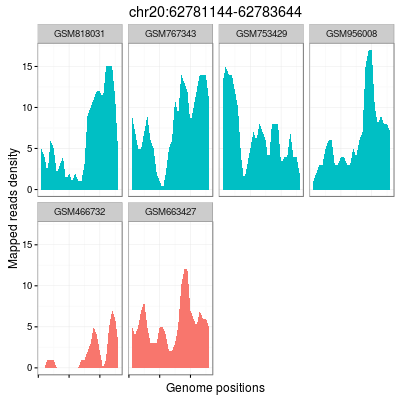 chr20:62781144-62783644
GSM818031 GSM767343 GSM753429 GSM956008
15
10
5
0
GSM466732 GSM663427
15
10
5
0
Mapped reads density
Genome positions